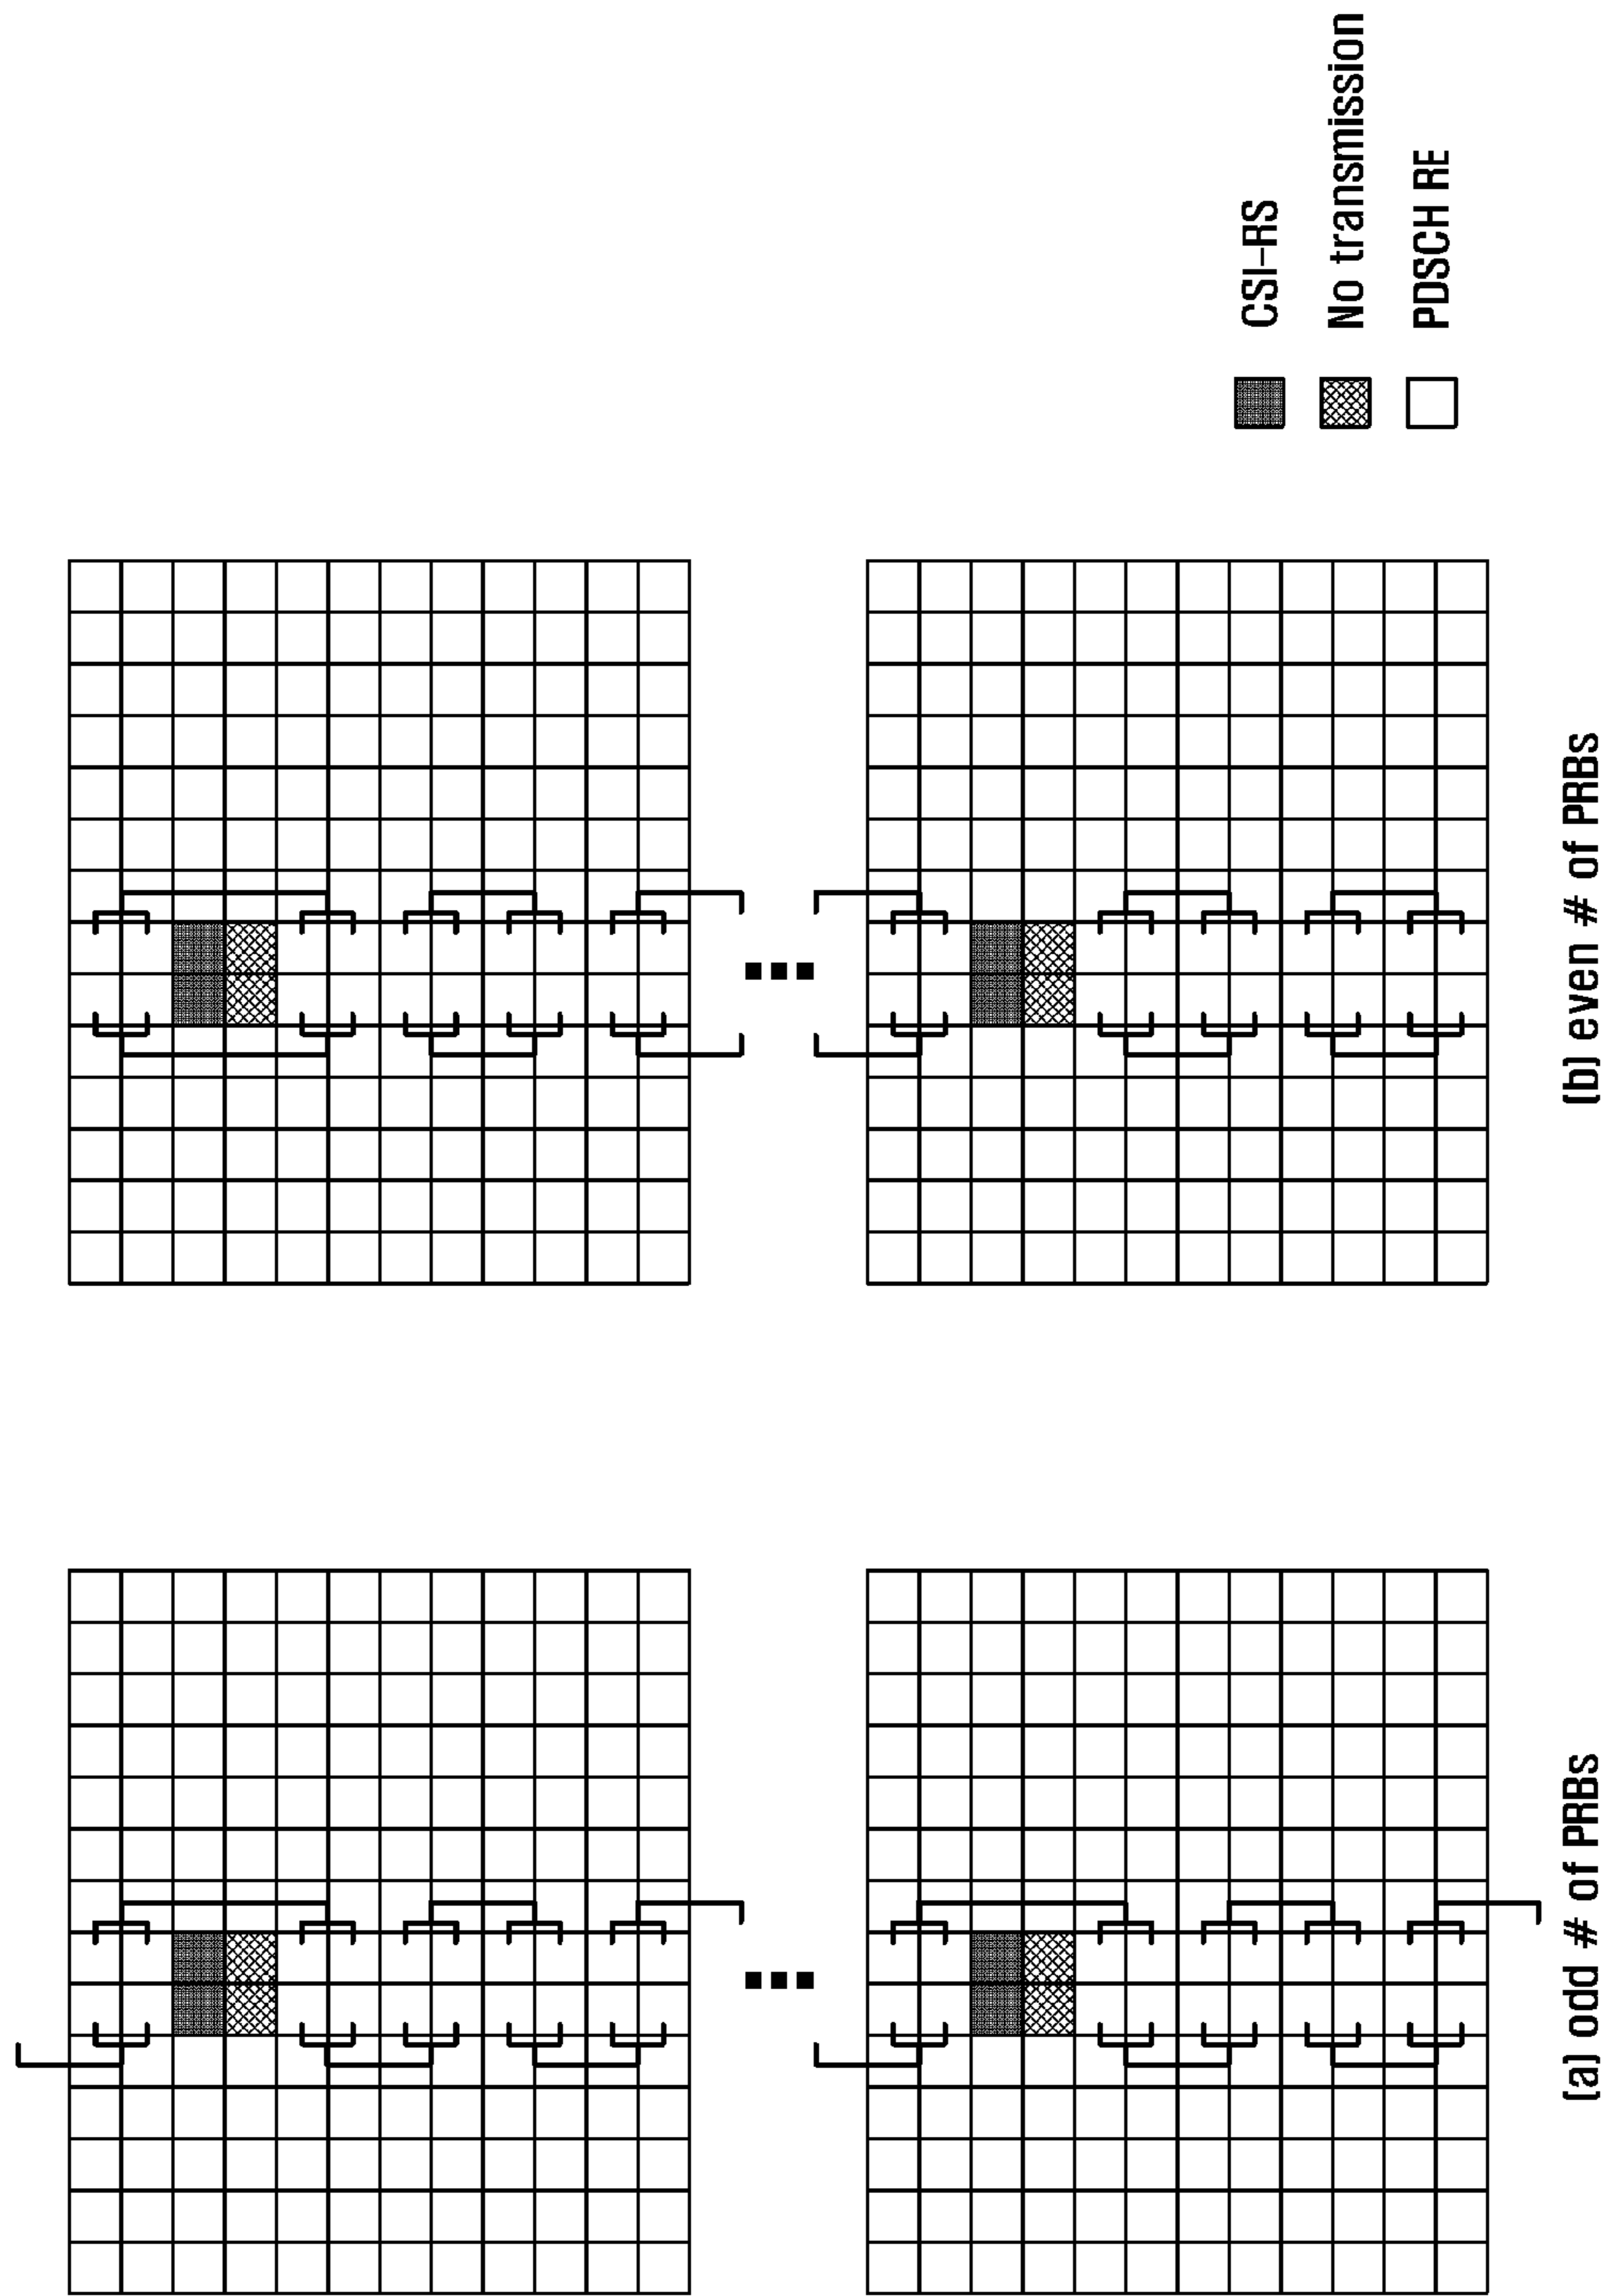 CSI-RS
No transmission
PDSCH RE
(a) odd # of PRBs
(b) even # of PRBs